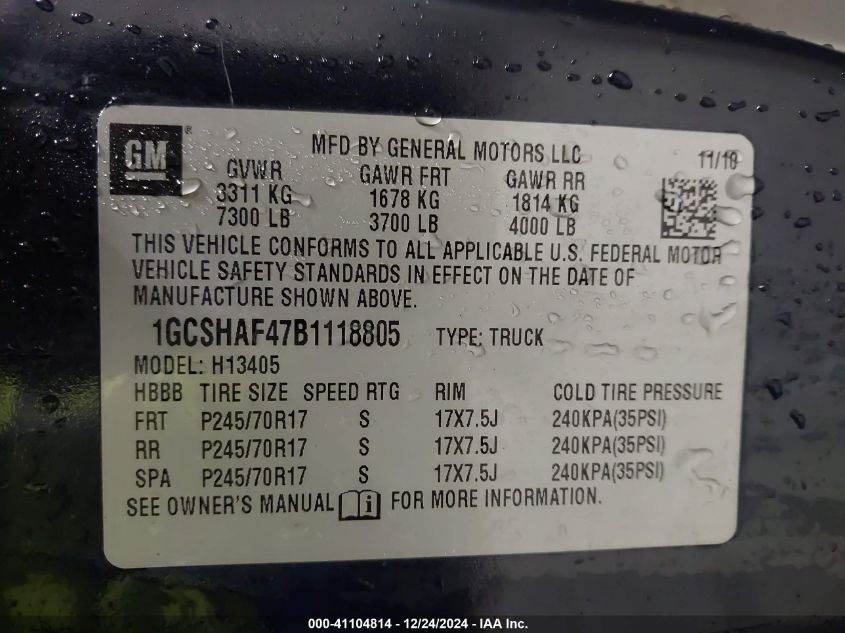 GM ®
MFD BY GENERAL MOTORS LLC 11/10
GVWR GAWR FRT GAWR RR
3311 KG 1678 KG 1814 KG
7300 LB 3700 LB 4000 LB
THIS VEHICLE CONFORMS TO ALL APPLICABLE U.S. FEDERAL MOTOR
VEHICLE SAFETY STANDARDS IN EFFECT ON THE DATE OF
MANUFACTURE SHOWN ABOVE.
1GCSHAF47B1118805 TYPE: TRUCK
MODEL: H13405
HBBB TIRE SIZE SPEED RTG RIM COLD TIRE PRESSURE
FRT P245/70R17 S 17X7.5J 240KPA(35PSI)
RR P245/70R17 S 17X7.5J 240KPA(35PSI)
SPA P245/70R17 S 17X7.5J 240KPA(35PSI)
SEE OWNER'S MANUAL i FOR MORE INFORMATION.
000-41104814 - 12/24/2024 - IAA Inc.